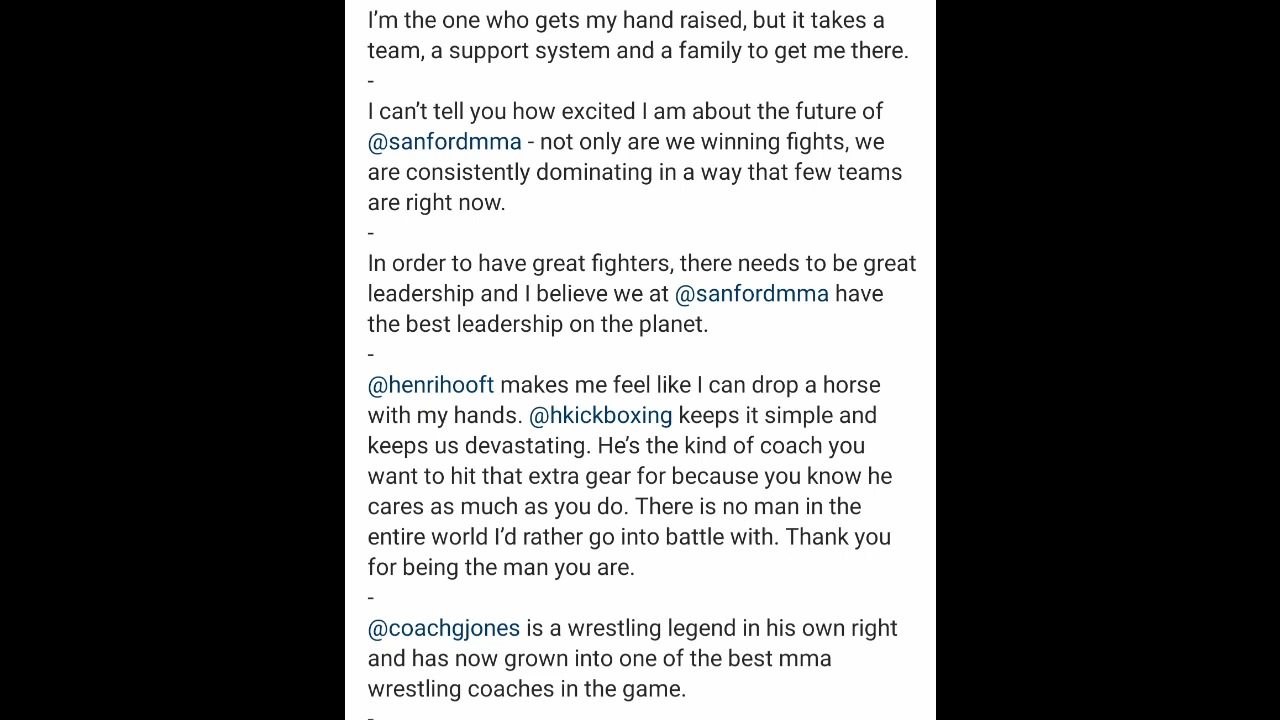 I’m the one who gets my hand raised, but it takes a
team, a support system and a family to get me there.
-
I can’t tell you how excited I am about the future of
@sanfordmma - not only are we winning fights, we
are consistently dominating in a way that few teams
are right now.
-
In order to have great fighters, there needs to be great
leadership and I believe we at @sanfordmma have
the best leadership on the planet.
-
@henrihooft makes me feel like I can drop a horse
with my hands. @hkickboxing keeps it simple and
keeps us devastating. He’s the kind of coach you
want to hit that extra gear for because you know he
cares as much as you do. There is no man in the
entire world I’d rather go into battle with. Thank you
for being the man you are.
-
@coachgjones is a wrestling legend in his own right
and has now grown into one of the best mma
wrestling coaches in the game.
-